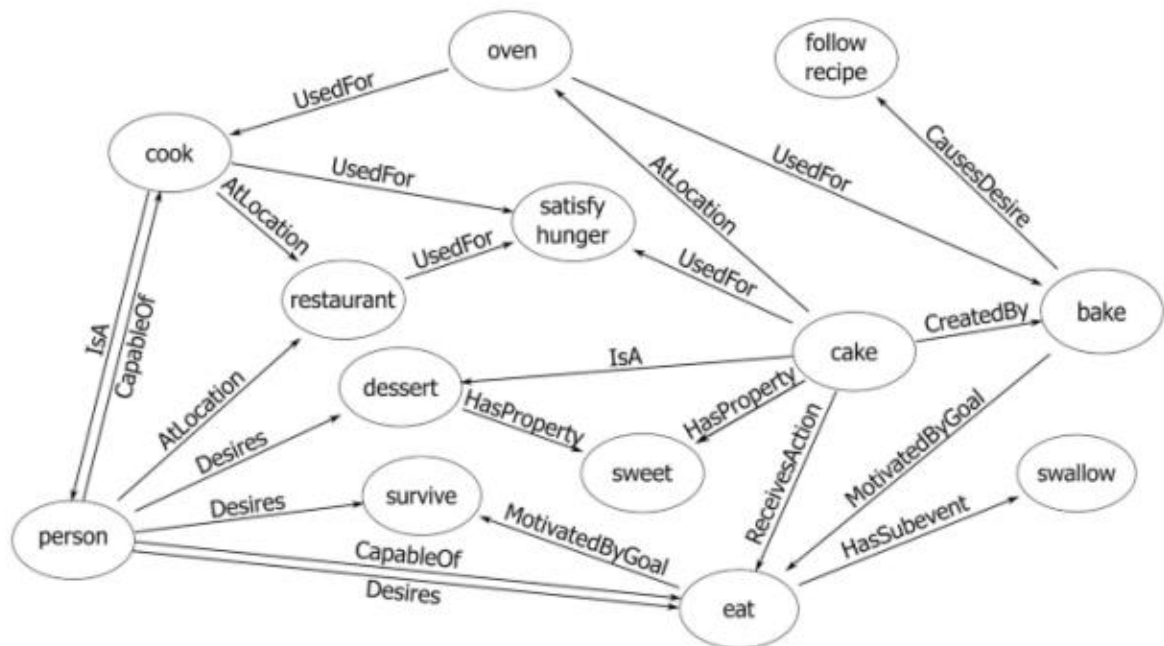 oven
follow
recipe
UsedFor
cook
UsedFor
AtLocation
UsedFor
CausesDesire
AtLocation
satisfy
hunger
UsedFor
restaurant
UsedFor
CreatedBy
bake
IsA
CapableOf
IsA
cake
dessert
AtLocation
HasProperty
HasProperty
Desires
sweet
ReceivesAction
MotivatedByGoal
swallow
survive
Desires
MotivatedByGoal
HasSubevent
person
CapableOf
Desires
eat